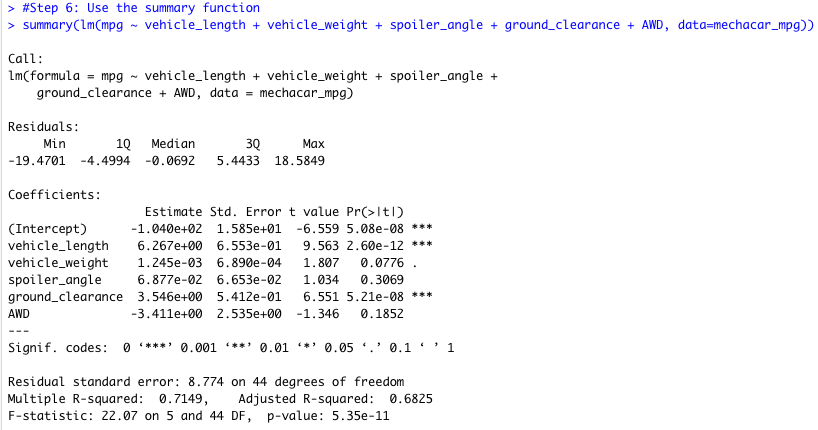 > #Step 6: Use the summary function
> summary(lm(mpg ~ vehicle_length + vehicle_weight + spoiler_angle + ground_clearance + AWD, data=mechacar_mpg))

Call:
lm(formula = mpg ~ vehicle_length + vehicle_weight + spoiler_angle +
    ground_clearance + AWD, data = mechacar_mpg)

Residuals:
     Min       1Q   Median       3Q      Max
-19.4701  -4.4994  -0.0692   5.4433  18.5849

Coefficients:
                   Estimate Std. Error t value Pr(>|t|)
(Intercept)      -1.040e+02  1.585e+01  -6.559 5.08e-08 ***
vehicle_length    6.267e+00  6.553e-01   9.563 2.60e-12 ***
vehicle_weight    1.245e-03  6.890e-04   1.807   0.0776 .
spoiler_angle     6.877e-02  6.653e-02   1.034   0.3069
ground_clearance  3.546e+00  5.412e-01   6.551 5.21e-08 ***
AWD              -3.411e+00  2.535e+00  -1.346   0.1852
---
Signif. codes:  0 ‘***’ 0.001 ‘**’ 0.01 ‘*’ 0.05 ‘.’ 0.1 ‘ ’ 1

Residual standard error: 8.774 on 44 degrees of freedom
Multiple R-squared:  0.7149,	Adjusted R-squared:  0.6825
F-statistic: 22.07 on 5 and 44 DF,  p-value: 5.35e-11